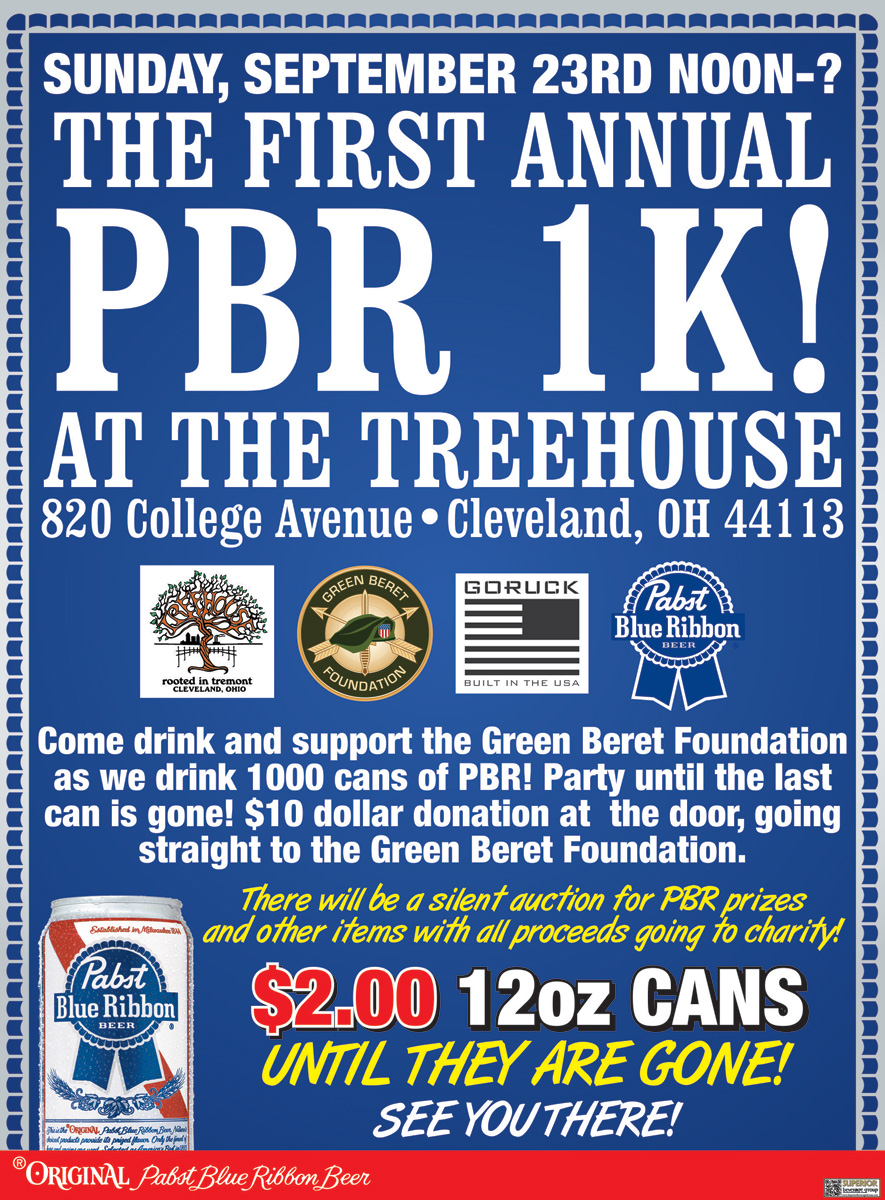 SUNDAY, SEPTEMBER 23RD NOON-?
THE FIRST ANNUAL
PBR 1K!
AT THE TREEHOUSE
820 College Avenue • Cleveland, OH 44113
TREEHOUSE
rooted in tremont
CLEVELAND, OHIO
GREEN BERET
FOUNDATION
GORUCK
BUILT IN THE USA
Pabst
Blue Ribbon
BEER
Come drink and support the Green Beret Foundation
as we drink 1000 cans of PBR! Party until the last
can is gone! $10 dollar donation at the door, going
straight to the Green Beret Foundation.
There will be a silent auction for PBR prizes
and other items with all proceeds going to charity!
$2.00 12oz CANS
UNTIL THEY ARE GONE!
SEE YOU THERE!
Established in Milwaukee 1844
Pabst
Blue Ribbon
BEER
®
This is the ORIGINAL Pabst Blue Ribbon Beer. Nature's
choicest products provide its prized flavor. Only the finest of
® ORIGINAL Pabst Blue Ribbon Beer
SUPERIOR
beverage group